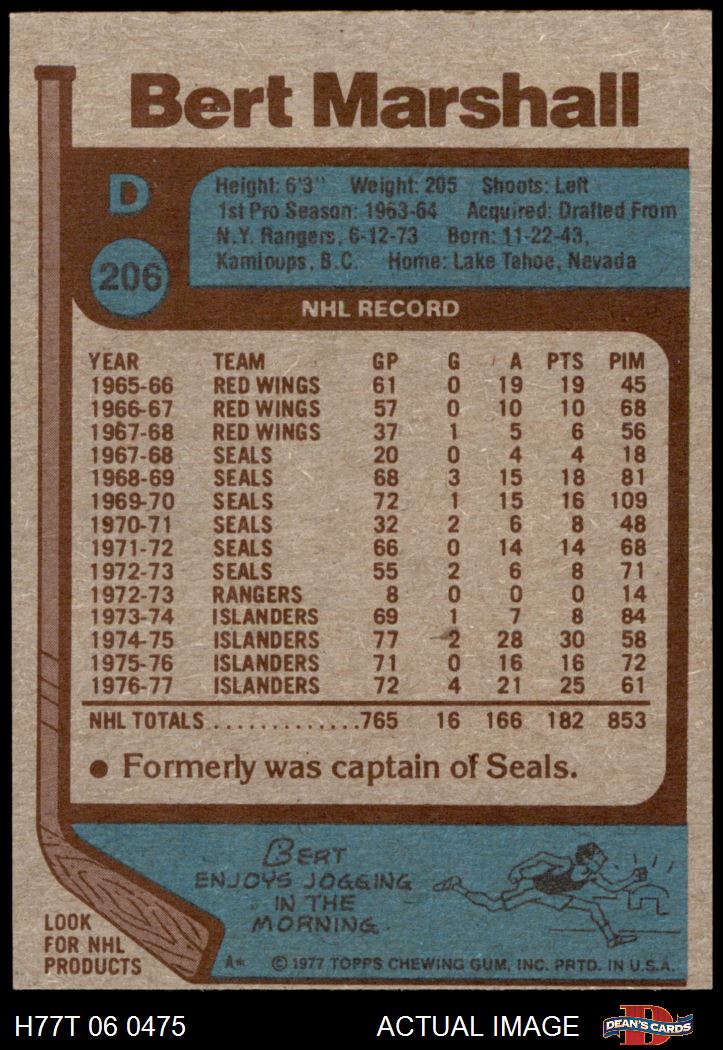 Bert Marshall
D
206
Height: 6'3" Weight: 205 Shoots: Left
1st Pro Season: 1963-64 Acquired: Drafted From
N.Y. Rangers, 6-12-73 Born: 11-22-43,
Kamloups, B.C. Home: Lake Tahoe, Nevada
NHL RECORD
YEAR TEAM GP G A PTS PIM
1965-66 RED WINGS 61 0 19 19 45
1966-67 RED WINGS 57 0 10 10 68
1967-68 RED WINGS 37 1 5 6 56
1967-68 SEALS 20 0 4 4 18
1968-69 SEALS 68 3 15 18 81
1969-70 SEALS 72 1 15 16 109
1970-71 SEALS 32 2 6 8 48
1971-72 SEALS 66 0 14 14 68
1972-73 SEALS 55 2 6 8 71
1972-73 RANGERS 8 0 0 0 14
1973-74 ISLANDERS 69 1 7 8 84
1974-75 ISLANDERS 77 2 28 30 58
1975-76 ISLANDERS 71 0 16 16 72
1976-77 ISLANDERS 72 4 21 25 61
NHL TOTALS.............765 16 166 182 853
● Formerly was captain of Seals.
BERT
ENJOYS JOGGING
IN THE
MORNING.
LOOK
FOR NHL
PRODUCTS
A* © 1977 TOPPS CHEWING GUM, INC. PRTD. IN U.S.A.
H77T 06 0475 ACTUAL IMAGE D DEAN'S CARDS